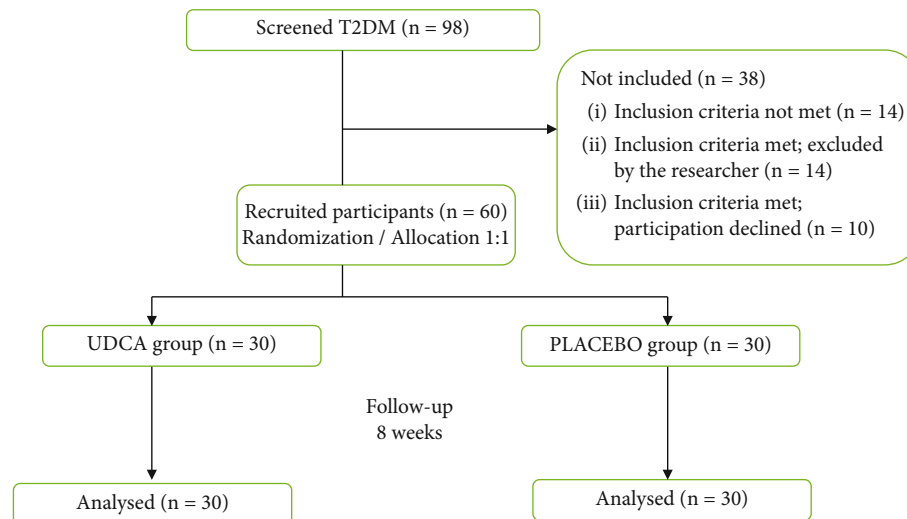 Screened T2DM (n = 98)
Not included (n = 38)
(i) Inclusion criteria not met (n = 14)
(ii) Inclusion criteria met; excluded
by the researcher (n = 14)
(iii) Inclusion criteria met;
participation declined (n = 10)
Recruited participants (n = 60)
Randomization / Allocation 1:1
UDCA group (n = 30)
PLACEBO group (n = 30)
Follow-up
8 weeks
Analysed (n = 30)
Analysed (n = 30)